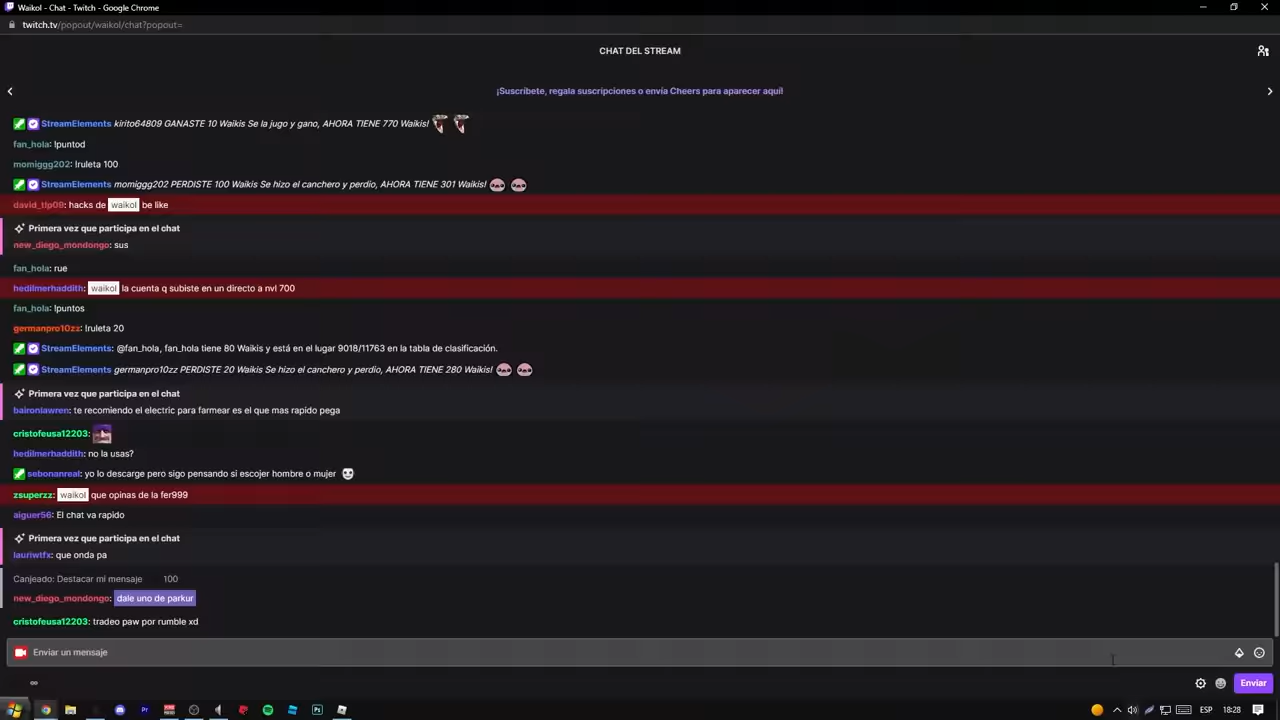 Waikol - Chat - Twitch - Google Chrome
twitch.tv/popout/waikol/chat?popout=
CHAT DEL STREAM
¡Suscríbete, regala suscripciones o envía Cheers para aparecer aquí!
StreamElements kirito64809 GANASTE 10 Waikis Se la jugo y gano, AHORA TIENE 770 Waikis!
fan_hola: !puntod
momiggg202: !ruleta 100
StreamElements momiggg202 PERDISTE 100 Waikis Se hizo el canchero y perdio, AHORA TIENE 301 Waikis!
david_tlp09: hacks de waikol be like
Primera vez que participa en el chat
new_diego_mondongo: sus
fan_hola: rue
hedilmerhaddith: waikol la cuenta q subiste en un directo a nvl 700
fan_hola: !puntos
germanpro10zz: !ruleta 20
StreamElements: @fan_hola, fan_hola tiene 80 Waikis y está en el lugar 9018/11763 en la tabla de clasificación.
StreamElements germanpro10zz PERDISTE 20 Waikis Se hizo el canchero y perdio, AHORA TIENE 280 Waikis!
Primera vez que participa en el chat
baironlawren: te recomiendo el electric para farmear es el que mas rapido pega
cristofeusa12203:
hedilmerhaddith: no la usas?
sebonanreal: yo lo descarge pero sigo pensando si escojer hombre o mujer
zsuperzz: waikol que opinas de la fer999
aiguer56: El chat va rapido
Primera vez que participa en el chat
lauriwtfx: que onda pa
Canjeado: Destacar mi mensaje 100
new_diego_mondongo: dale uno de parkur
cristofeusa12203: tradeo paw por rumble xd
Enviar un mensaje
Enviar
ESP 18:28